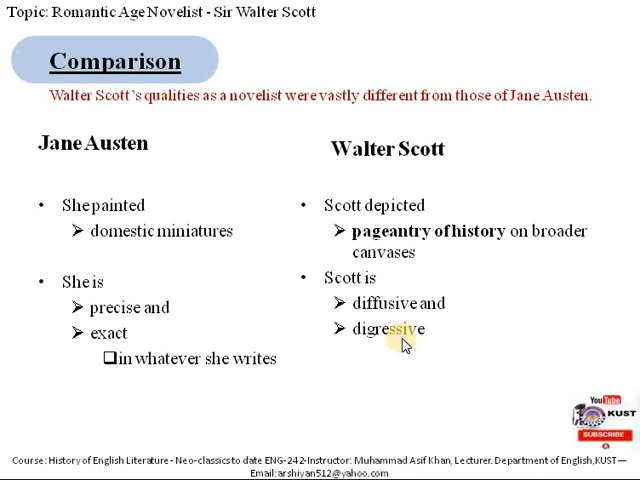 Topic: Romantic Age Novelist - Sir Walter Scott
Comparison
Walter Scott's qualities as a novelist were vastly different from those of Jane Austen.
Jane Austen
She painted
domestic miniatures
She is
precise and
exact
in whatever she writes
Walter Scott
Scott depicted
pageantry of history on broader
canvases
Scott is
diffusive and
digressive
YouTube
KUST
SUBSCRIBE
Course: History of English Literature - Neo-classics to date ENG-242-Instructor: Muhammad Asif Khan, Lecturer. Department of English,KUST—
Email:arshiyan512@yahoo.com